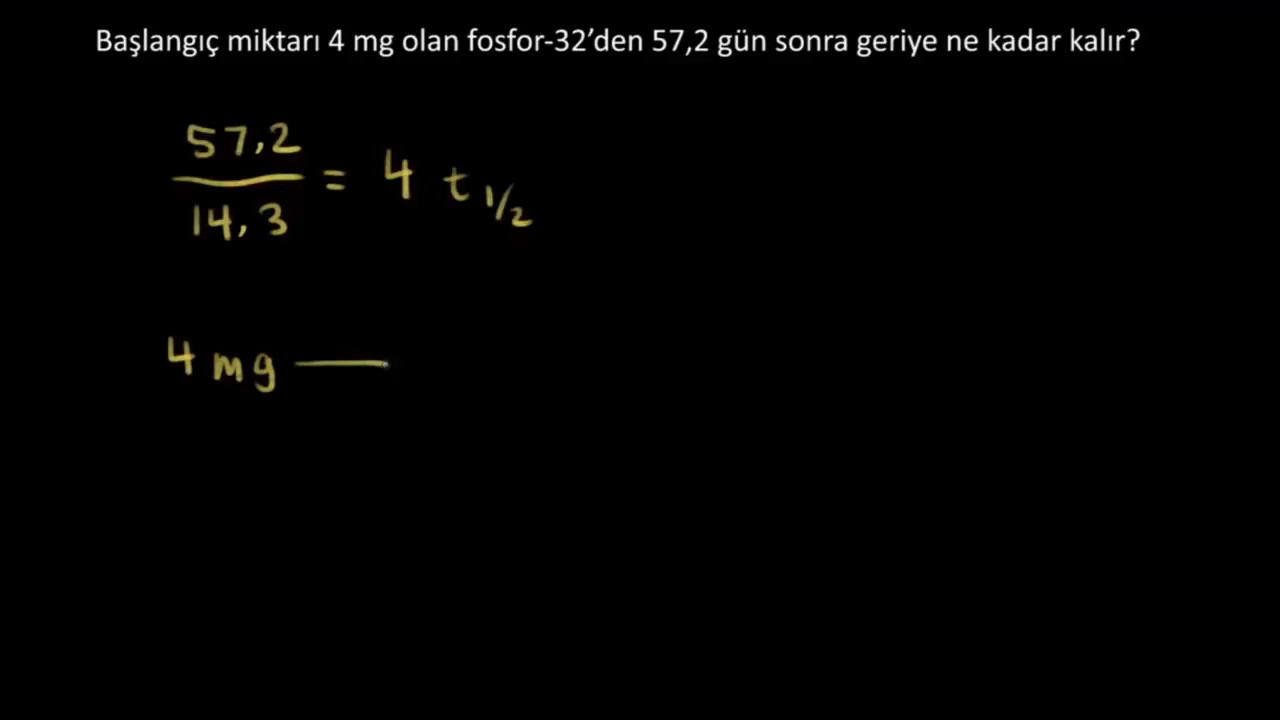 Başlangıç miktarı 4 mg olan fosfor-32’den 57,2 gün sonra geriye ne kadar kalır?
57,2
14,3
= 4 t 1/2
4 mg